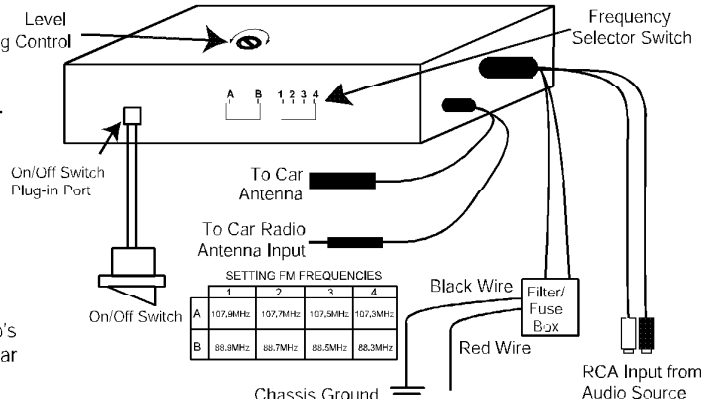 Level
g Control
Frequency
Selector Switch
A B 1 2 3 4
On/Off Switch
Plug-in Port
To Car
Antenna
To Car Radio
Antenna Input
SETTING FM FREQUENCIES
1 2 3 4
A 107.9MHz 107.7MHz 107.5MHz 107.3MHz
B 88.9MHz 88.7MHz 88.5MHz 88.3MHz
On/Off Switch
Black Wire
Filter/
Fuse
Box
Red Wire
's
ar
Chassis Ground
RCA Input from
Audio Source